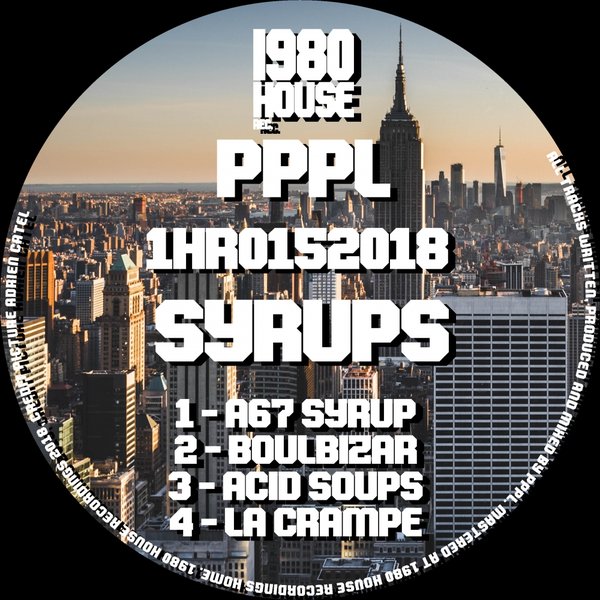 1980
HOUSE
REC.
PPPL
1HR0152018
SYRUPS
1 - A67 SYRUP
2 - BOULBIZAR
3 - ACID SOUPS
4 - LA CRAMPE
ALL TRACKS WRITTEN, PRODUCED AND MIXED BY PPPL. MASTERED AT 1980 HOUSE RECORDINGS HOME. 1980 HOUSE RECORDINGS 2018. CREDIT PICTURE ADRIEN CATEL